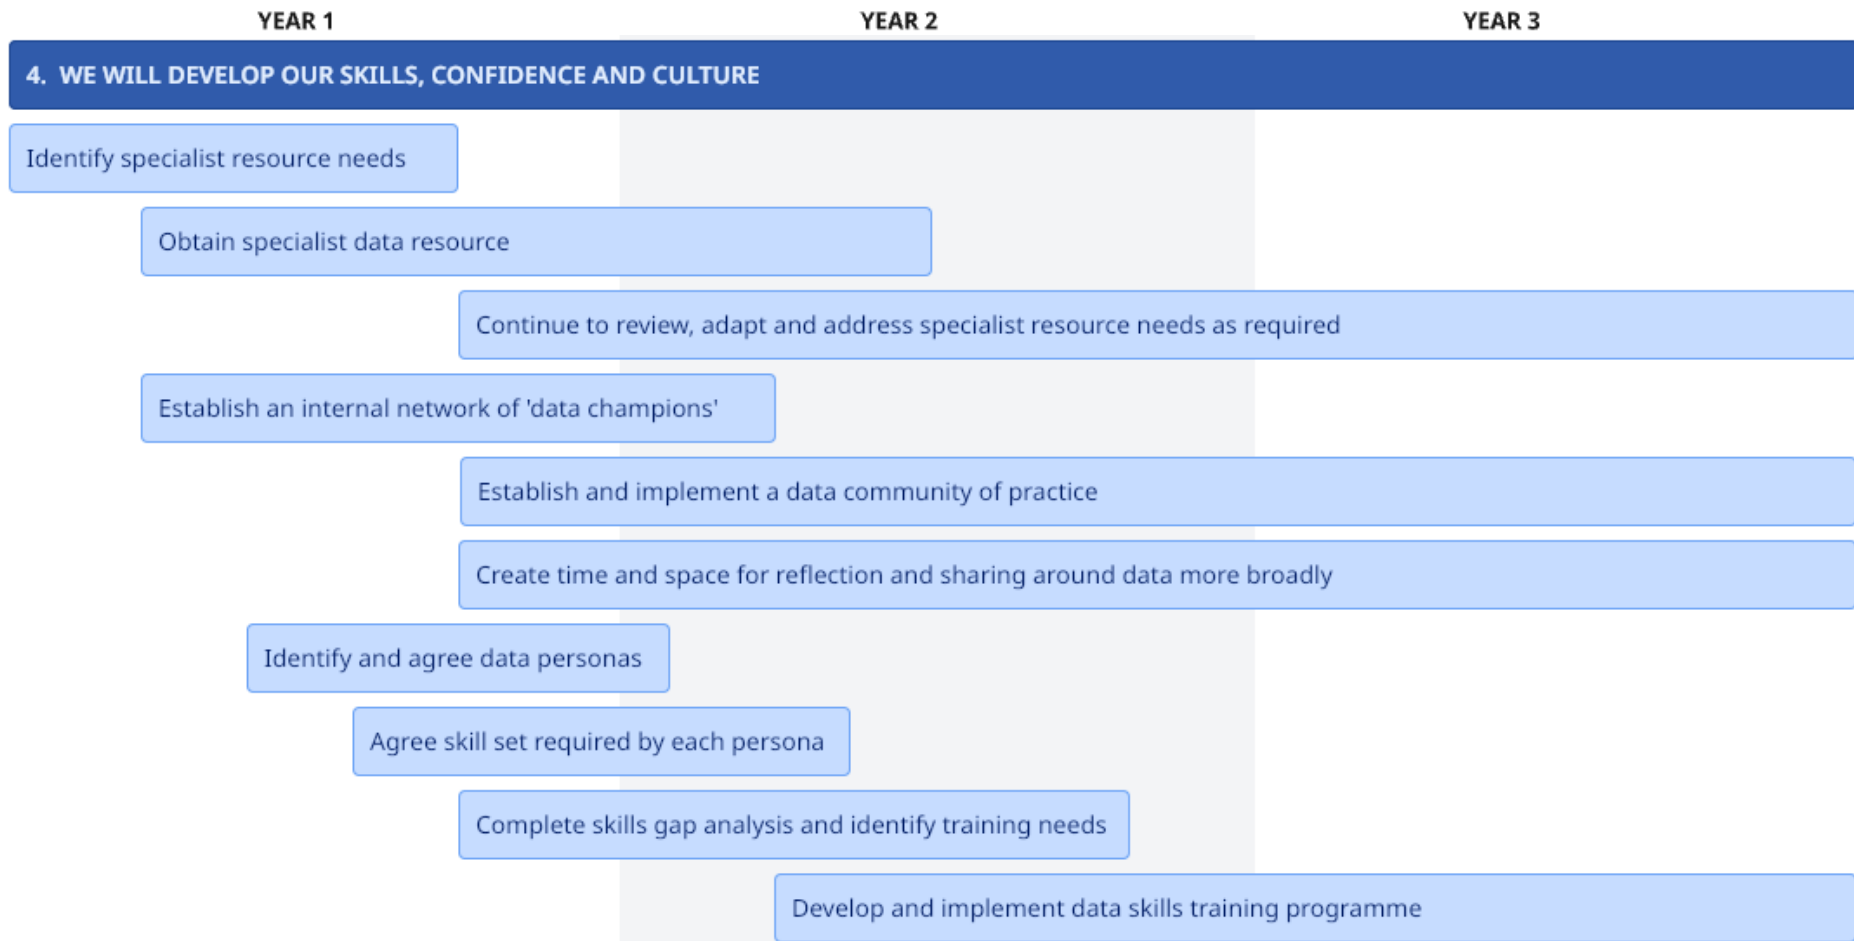 YEAR 1 YEAR 2 YEAR 3
4. WE WILL DEVELOP OUR SKILLS, CONFIDENCE AND CULTURE
Identify specialist resource needs
Obtain specialist data resource
Continue to review, adapt and address specialist resource needs as required
Establish an internal network of 'data champions'
Establish and implement a data community of practice
Create time and space for reflection and sharing around data more broadly
Identify and agree data personas
Agree skill set required by each persona
Complete skills gap analysis and identify training needs
Develop and implement data skills training programme